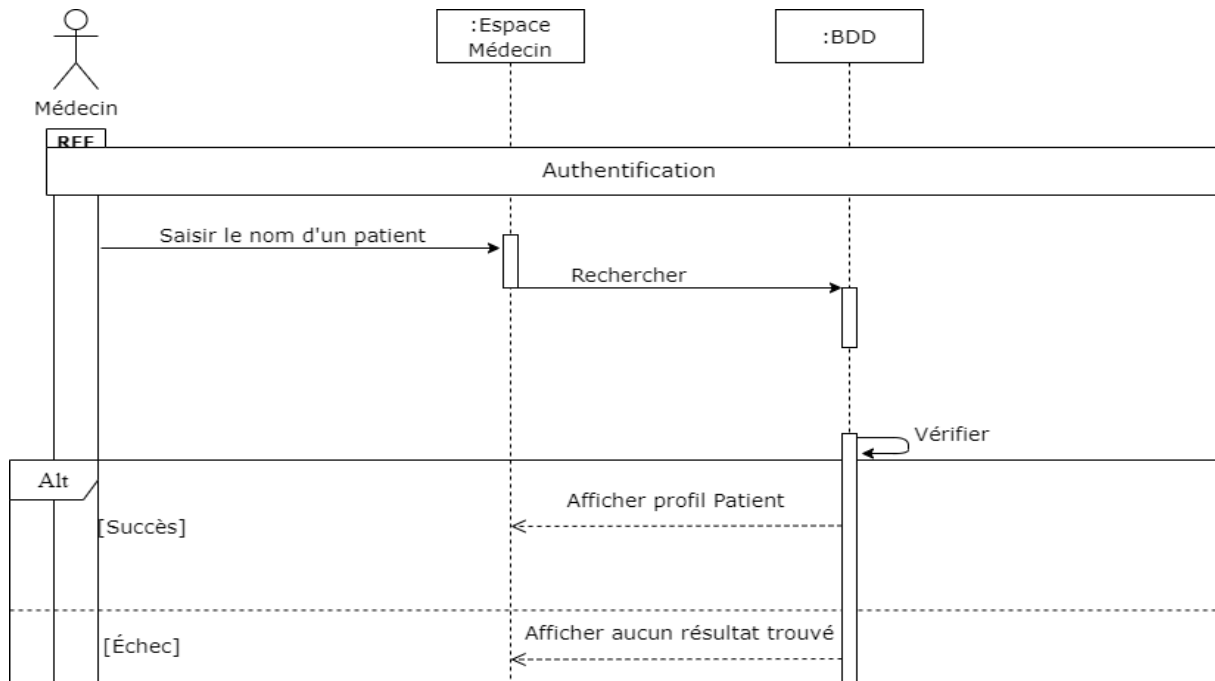 :Espace
Médecin
:BDD
Médecin
REF
Authentification
Saisir le nom d'un patient
Rechercher
Vérifier
Alt
Afficher profil Patient
[Succès]
Afficher aucun résultat trouvé
[Échec]